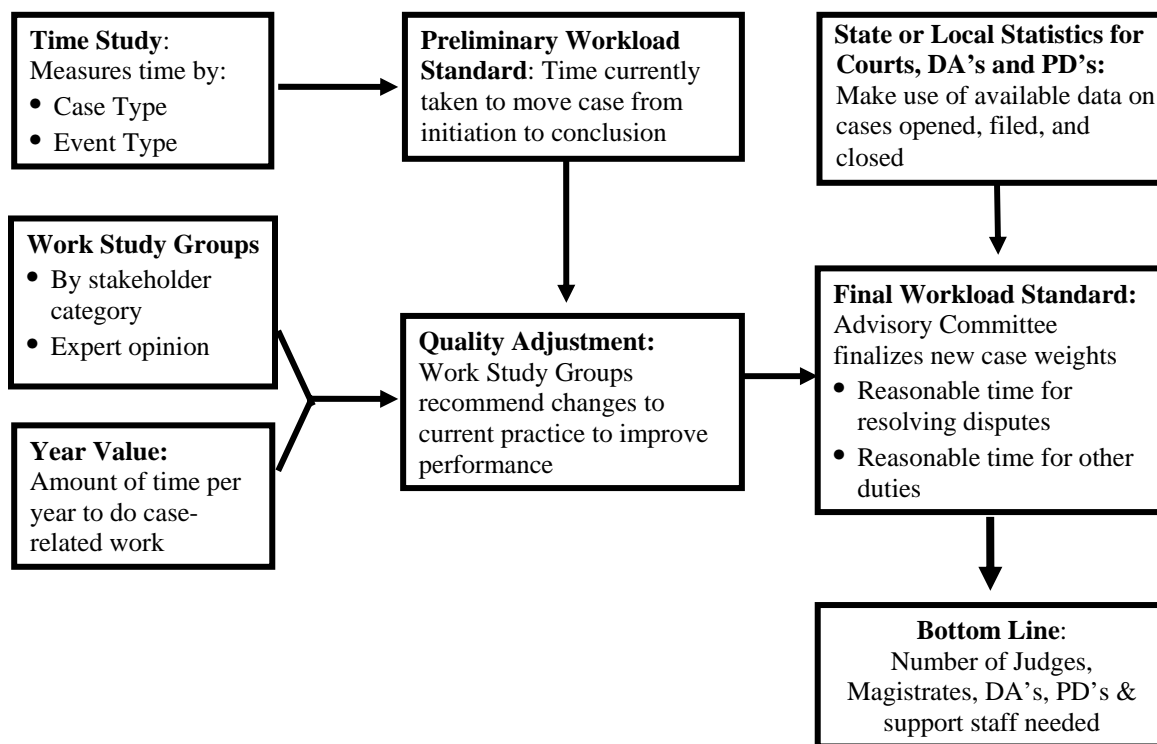 Time Study:
Measures time by:
• Case Type
• Event Type
Preliminary Workload
Standard: Time currently
taken to move case from
initiation to conclusion
State or Local Statistics for
Courts, DA's and PD's:
Make use of available data on
cases opened, filed, and
closed
Work Study Groups
• By stakeholder
category
• Expert opinion
Year Value:
Amount of time per
year to do case-
related work
Quality Adjustment:
Work Study Groups
recommend changes to
current practice to improve
performance
Final Workload Standard:
Advisory Committee
finalizes new case weights
• Reasonable time for
resolving disputes
• Reasonable time for other
duties
Bottom Line:
Number of Judges,
Magistrates, DA's, PD's &
support staff needed